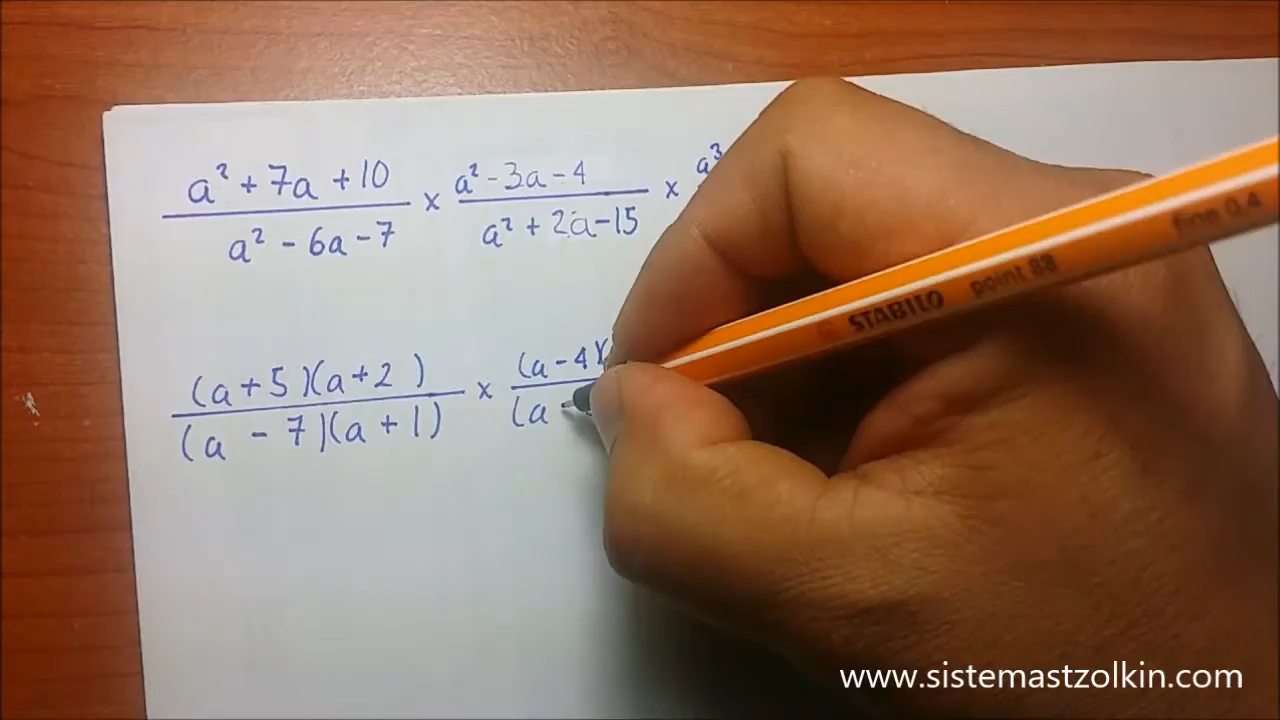 a² + 7a + 10 × a² - 3a - 4 × a³
a² - 6a - 7 a² + 2a - 15
(a + 5)(a + 2) × (a - 4)(
(a - 7)(a + 1) (a
STABILO point 88 fine 0.4
www.sistemastzolkin.com